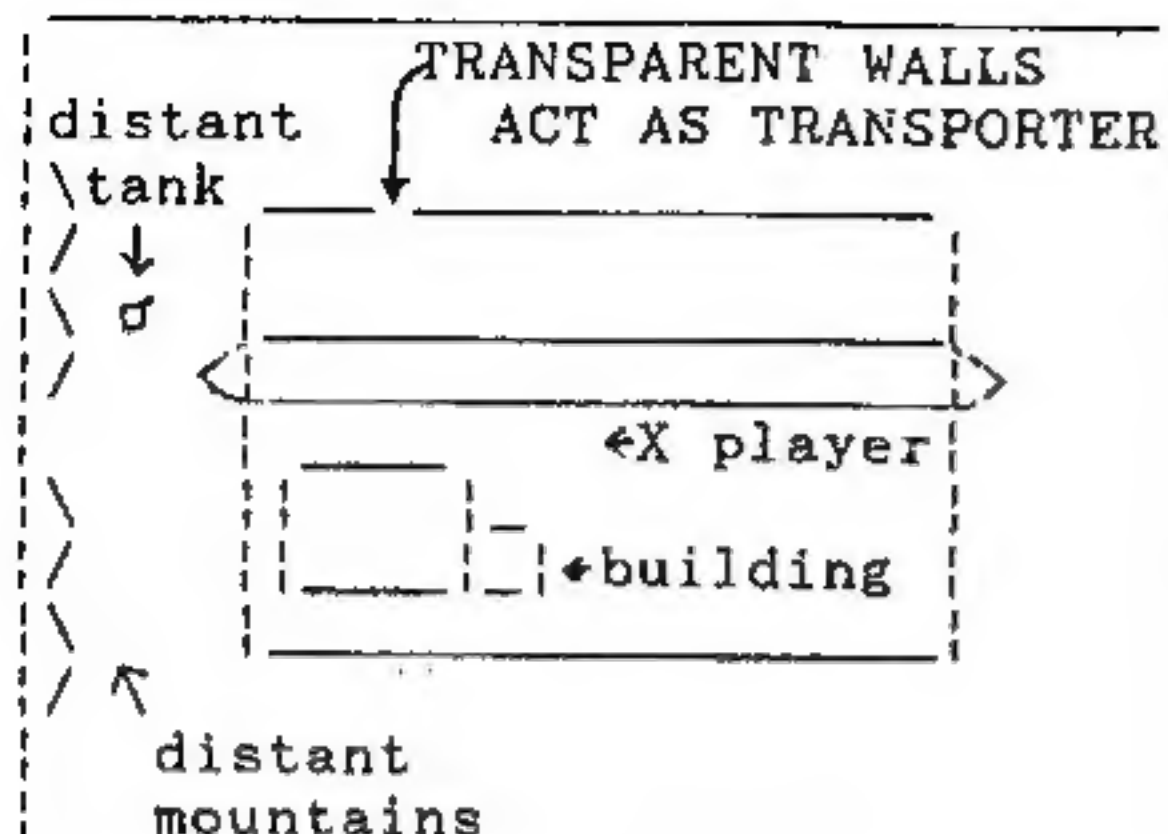 TRANSPARENT WALLS
distant ACT AS TRANSPORTER
tank
X player
building
distant
mountains